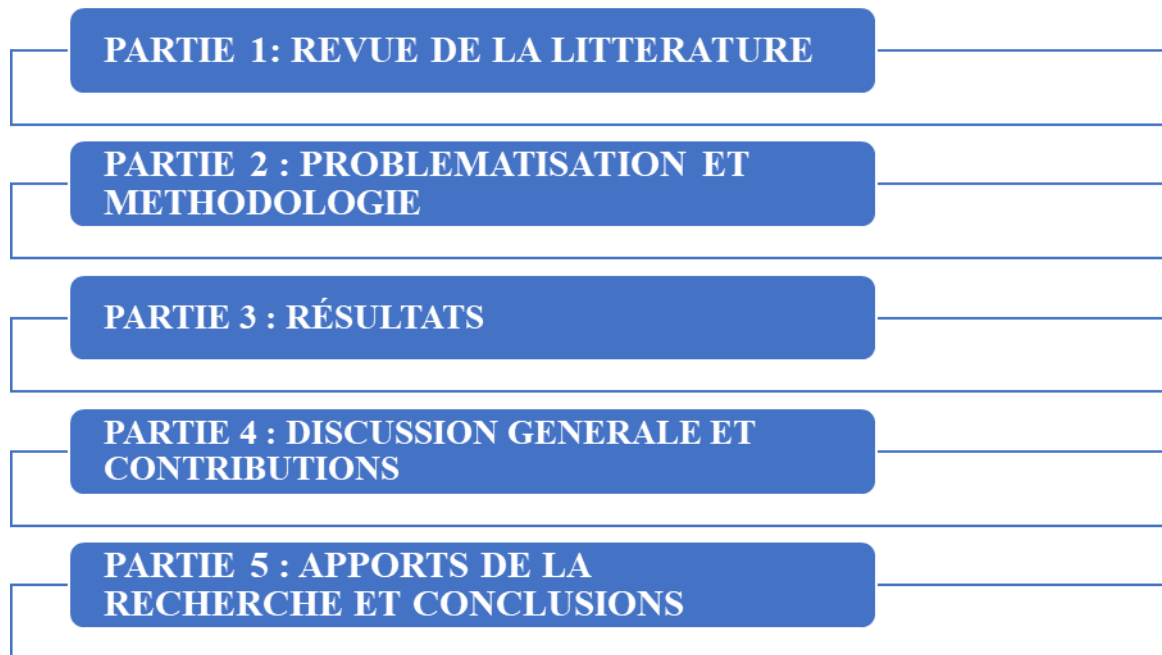 PARTIE 1: REVUE DE LA LITTERATURE
PARTIE 2 : PROBLEMATISATION ET
METHODOLOGIE
PARTIE 3 : RÉSULTATS
PARTIE 4 : DISCUSSION GENERALE ET
CONTRIBUTIONS
PARTIE 5 : APPORTS DE LA
RECHERCHE ET CONCLUSIONS